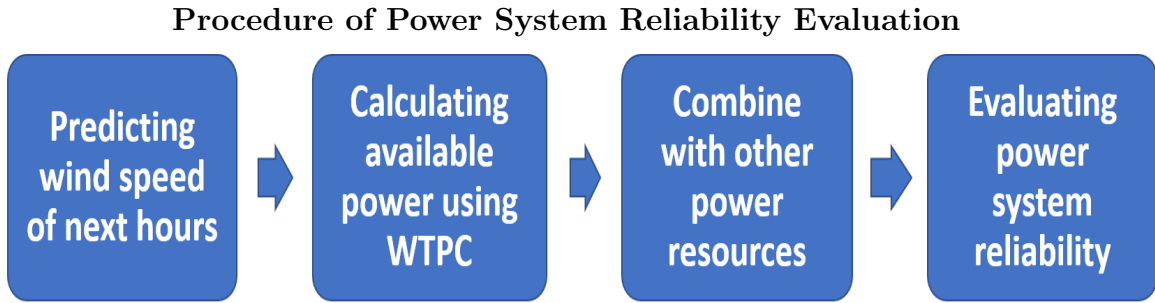 Procedure of Power System Reliability Evaluation
Predicting
wind speed
of next hours
Calculating
available
power using
WTPC
Combine
with other
power
resources
Evaluating
power
system
reliability